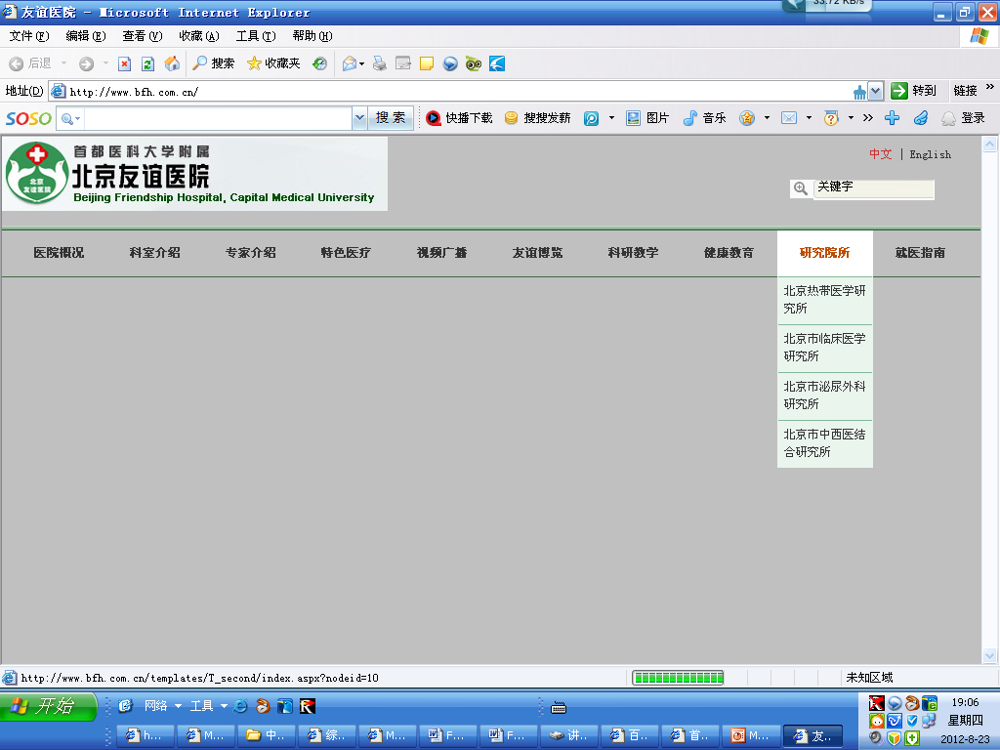 友谊医院 - Microsoft Internet Explorer
33.72 KB/s
文件(F) 编辑(E) 查看(V) 收藏(A) 工具(T) 帮助(H)
后退 搜索 收藏夹
地址(D) http://www.bfh.com.cn/ 转到 链接 »
SOSO 搜 索 快播下载 搜搜发薪 图片 音乐 » 登录
首都医科大学附属
北京友谊医院
Beijing Friendship Hospital, Capital Medical University
北京
友谊医院
中文 | English
关键字
医院概况 科室介绍 专家介绍 特色医疗 视频广播 友谊博览 科研教学 健康教育 研究院所 就医指南
北京热带医学研
究所
北京市临床医学
研究所
北京市泌尿外科
研究所
北京市中西医结
合研究所
http://www.bfh.com.cn/templates/T_second/index.aspx?nodeid=10 未知区域
开始 网络 工具 19:06
h... M... 中.. 综.. M... F... F... 讲.. 百.. 首.. M... 友.. 星期四
2012-8-23